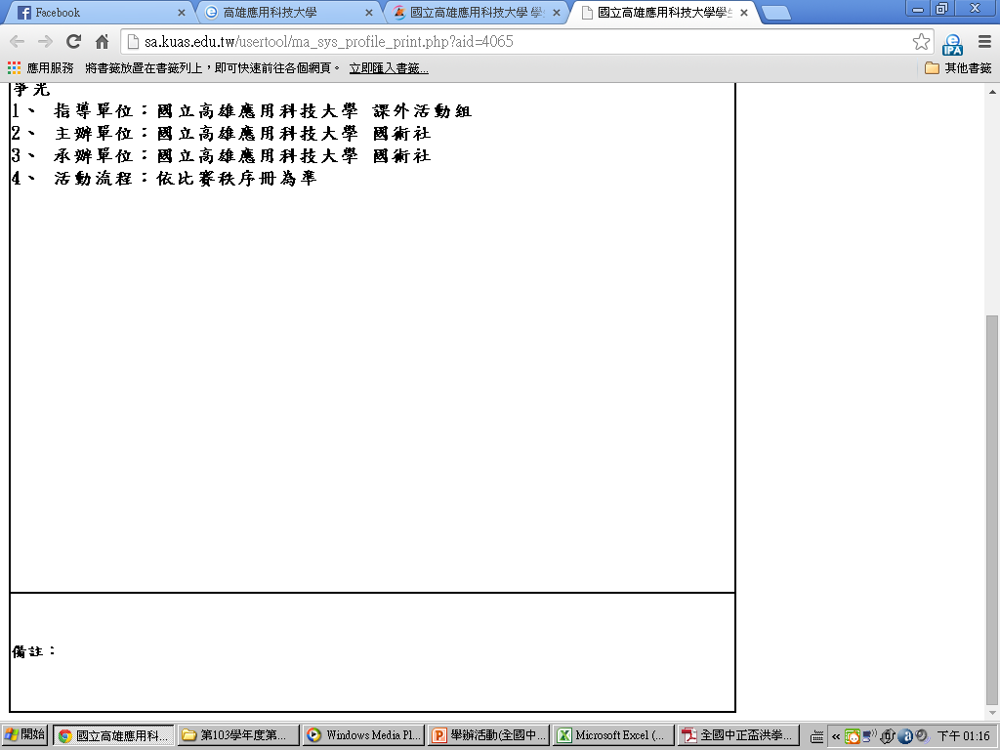 Facebook
高雄應用科技大學
國立高雄應用科技大學 學
國立高雄應用科技大學學生
sa.kuas.edu.tw/usertool/ma_sys_profile_print.php?aid=4065
IPA
應用服務 將書籤放置在書籤列上，即可快速前往各個網頁。 立即匯入書籤... 其他書籤
爭光
1、 指導單位：國立高雄應用科技大學 課外活動組
2、 主辦單位：國立高雄應用科技大學 國術社
3、 承辦單位：國立高雄應用科技大學 國術社
4、 活動流程：依比賽秩序冊為準
備註：
開始
國立高雄應用科...
第103學年度第...
Windows Media Pl...
舉辦活動(全國中...
Microsoft Excel (...
全國中正盃洪拳...
下午 01:16